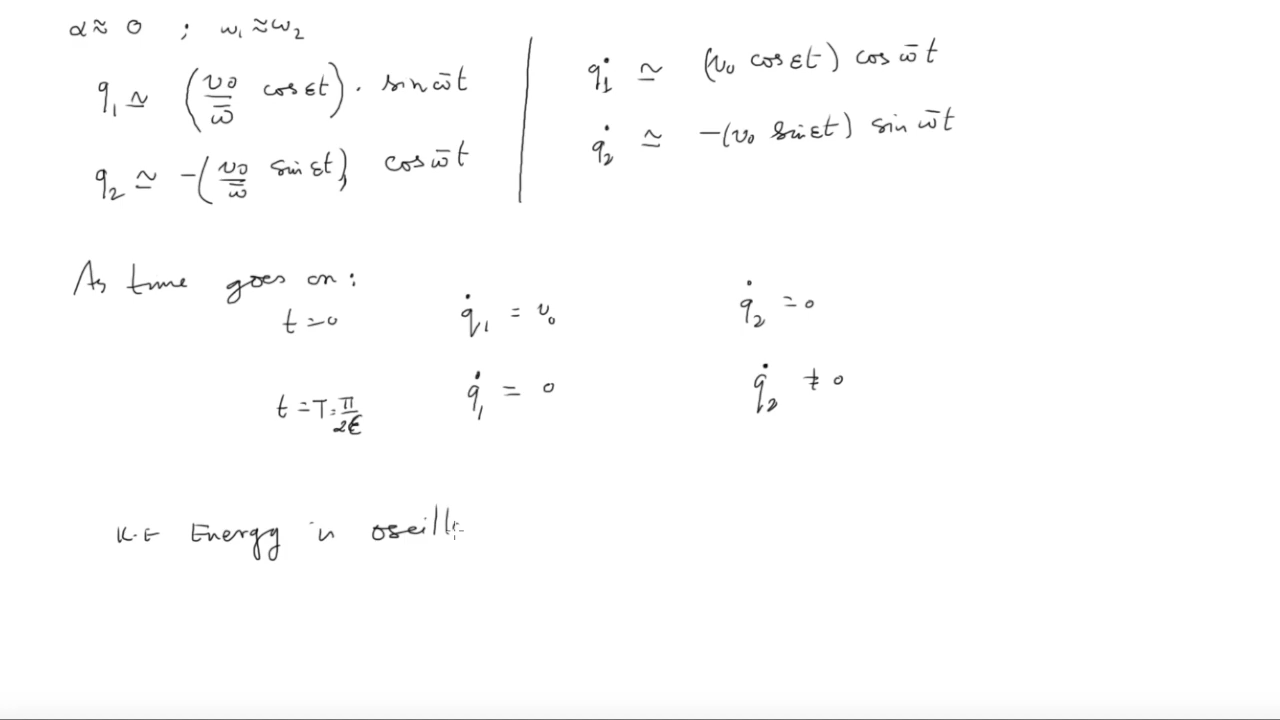 α ≈ 0 ; ω₁ ≈ ω₂
q₁ ≃ (v₀/ω̄ cos εt) · sin ω̄t
q₂ ≃ -(v₀/ω̄ sin εt) cos ω̄t
q̇₁ ≃ (v₀ cos εt) cos ω̄t
q̇₂ ≃ -(v₀ sin εt) sin ω̄t
As time goes on:
t = 0 q̇₁ = v₀ q̇₂ = 0
t = T = π/2ε q̇₁ = 0 q̇₂ ≠ 0
K.E Energy in oscill